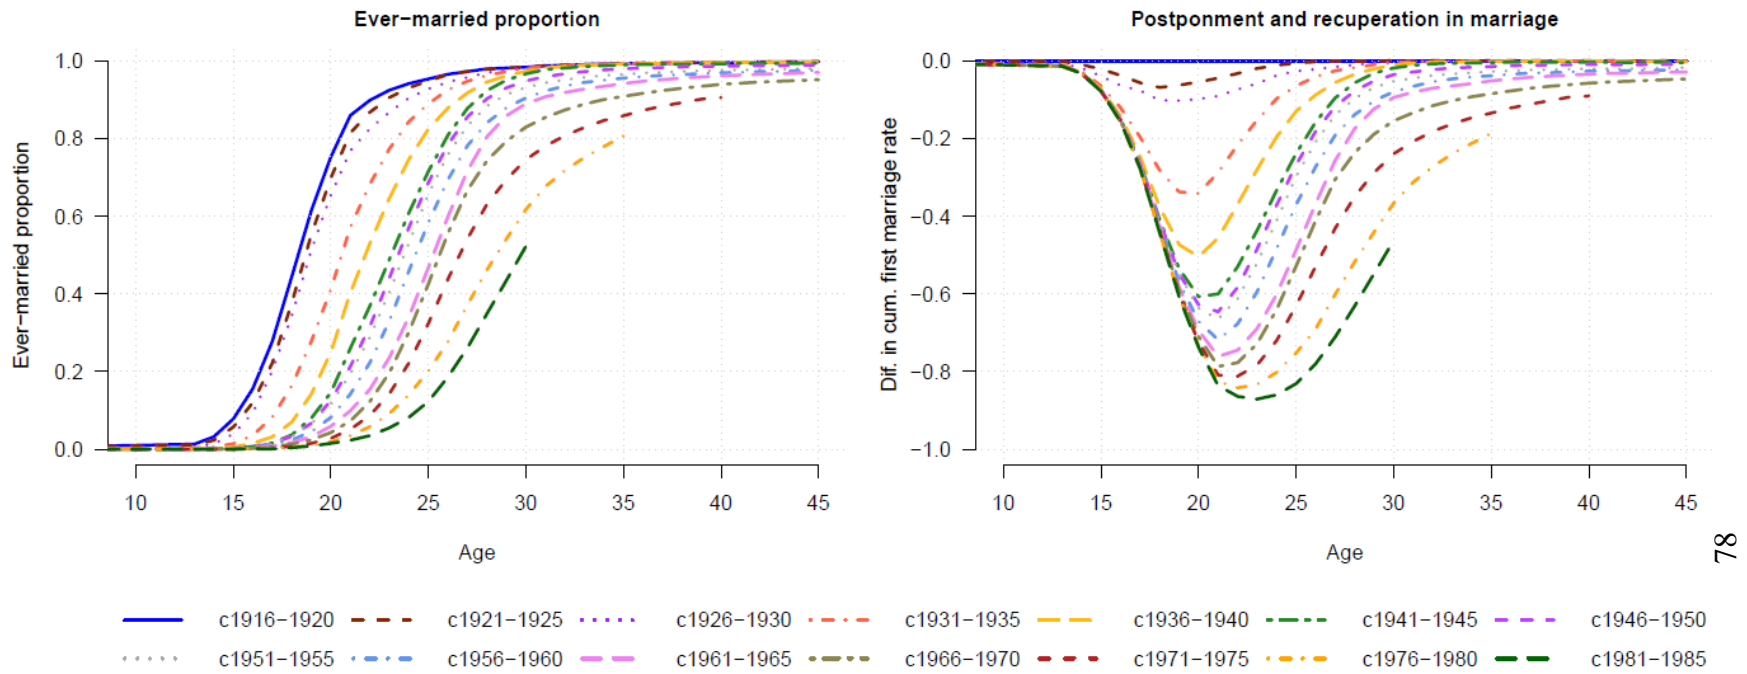 Ever−married proportion
Postponment and recuperation in marriage
Ever−married proportion
1.0
0.8
0.6
0.4
0.2
0.0
10 15 20 25 30 35 40 45
Age
Dif. in cum. first marriage rate
0.0
−0.2
−0.4
−0.6
−0.8
−1.0
10 15 20 25 30 35 40 45
Age
78
c1916−1920 c1921−1925 c1926−1930 c1931−1935 c1936−1940 c1941−1945 c1946−1950
c1951−1955 c1956−1960 c1961−1965 c1966−1970 c1971−1975 c1976−1980 c1981−1985